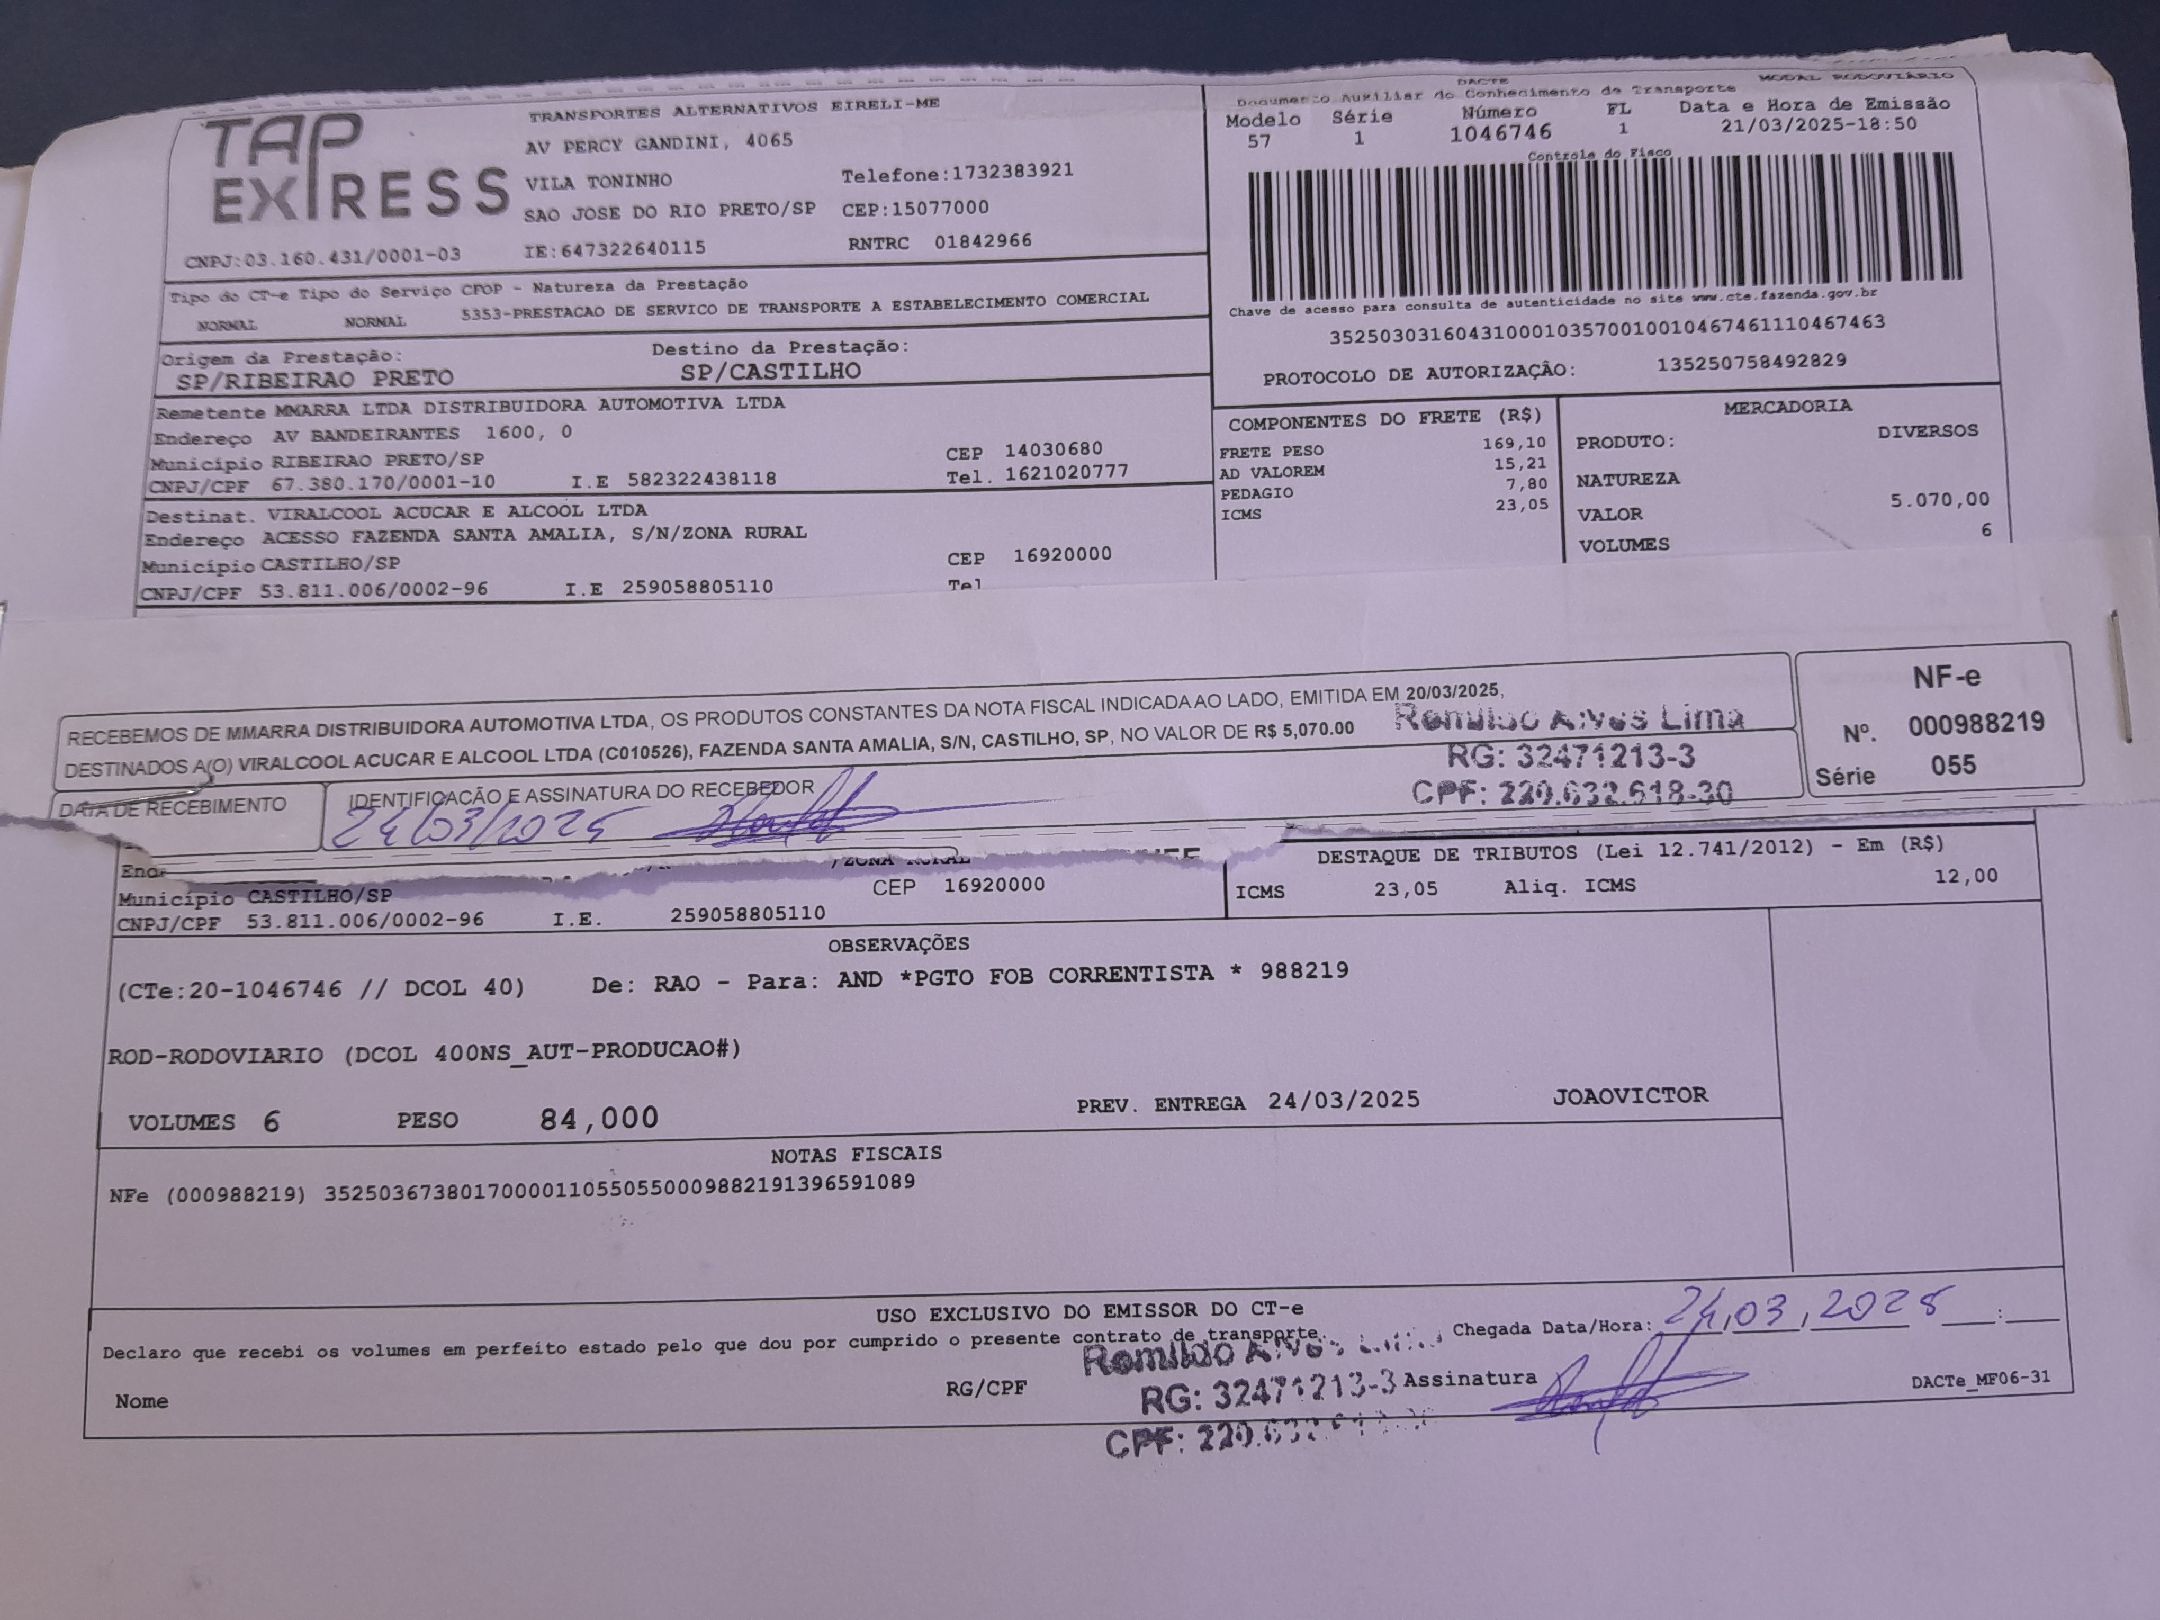 TAP EXPRESS
TRANSPORTES ALTERNATIVOS EIRELI-ME
AV PERCY GANDINI, 4065
VILA TONINHO Telefone:1732383921
SAO JOSE DO RIO PRETO/SP CEP:15077000
CNPJ:03.160.431/0001-03 IE:647322640115 RNTRC 01842966
DACTE MODAL RODOVIÁRIO
Documento Auxiliar do Conhecimento de Transporte
Modelo Série Número FL Data e Hora de Emissão
57 1 1046746 1 21/03/2025-18:50
Controle do Fisco
Chave de acesso para consulta de autenticidade no site www.cte.fazenda.gov.br
35250303160431000103570010010467461110467463
PROTOCOLO DE AUTORIZAÇÃO: 135250758492829
Tipo do CT-e Tipo do Serviço CFOP - Natureza da Prestação
NORMAL NORMAL 5353-PRESTACAO DE SERVICO DE TRANSPORTE A ESTABELECIMENTO COMERCIAL
Origem da Prestação: Destino da Prestação:
SP/RIBEIRAO PRETO SP/CASTILHO
Remetente MMARRA LTDA DISTRIBUIDORA AUTOMOTIVA LTDA
Endereço AV BANDEIRANTES 1600, 0
Município RIBEIRAO PRETO/SP CEP 14030680
CNPJ/CPF 67.380.170/0001-10 I.E 582322438118 Tel. 1621020777
Destinat. VIRALCOOL ACUCAR E ALCOOL LTDA
Endereço ACESSO FAZENDA SANTA AMALIA, S/N/ZONA RURAL
Município CASTILHO/SP CEP 16920000
CNPJ/CPF 53.811.006/0002-96 I.E 259058805110 Tel
COMPONENTES DO FRETE (R$)
FRETE PESO 169,10
AD VALOREM 15,21
PEDAGIO 7,80
ICMS 23,05
MERCADORIA
PRODUTO: DIVERSOS
NATUREZA
VALOR 5.070,00
VOLUMES 6
RECEBEMOS DE MMARRA DISTRIBUIDORA AUTOMOTIVA LTDA, OS PRODUTOS CONSTANTES DA NOTA FISCAL INDICADA AO LADO, EMITIDA EM 20/03/2025,
DESTINADOS A(O) VIRALCOOL ACUCAR E ALCOOL LTDA (C010526), FAZENDA SANTA AMALIA, S/N, CASTILHO, SP, NO VALOR DE R$ 5,070.00
Romildo Alves Lima
RG: 32471213-3
CPF: 220.632.618-30
NF-e
Nº. 000988219
Série 055
DATA DE RECEBIMENTO IDENTIFICAÇÃO E ASSINATURA DO RECEBEDOR
24/03/2025
/ZONA RURAL
Município CASTILHO/SP CEP 16920000
CNPJ/CPF 53.811.006/0002-96 I.E. 259058805110
DESTAQUE DE TRIBUTOS (Lei 12.741/2012) - Em (R$)
ICMS 23,05 Aliq. ICMS 12,00
OBSERVAÇÕES
(CTe:20-1046746 // DCOL 40) De: RAO - Para: AND *PGTO FOB CORRENTISTA * 988219
ROD-RODOVIARIO (DCOL 400NS_AUT-PRODUCAO#)
VOLUMES 6 PESO 84,000 PREV. ENTREGA 24/03/2025 JOAOVICTOR
NOTAS FISCAIS
NFe (000988219) 35250367380170000110550550009882191396591089
USO EXCLUSIVO DO EMISSOR DO CT-e
Declaro que recebi os volumes em perfeito estado pelo que dou por cumprido o presente contrato de transporte. Chegada Data/Hora: 24,03,2025 :
Romildo Alves
RG: 32471213-3
Nome RG/CPF Assinatura DACTe_MF06-31
CPF: 220.632